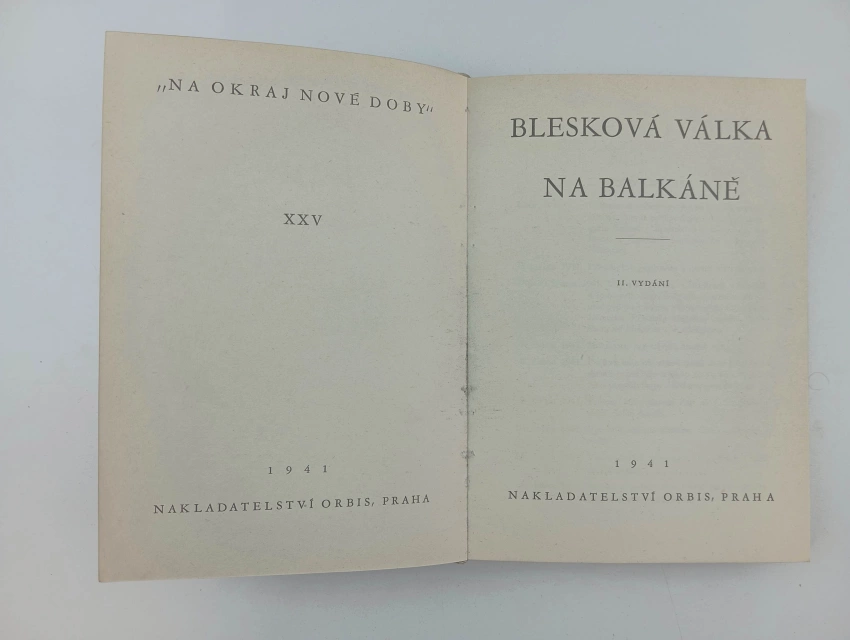 „NA OKRAJ NOVÉ DOBY“
XXV
1941
NAKLADATELSTVÍ ORBIS, PRAHA
BLESKOVÁ VÁLKA
NA BALKÁNĚ
II. VYDÁNÍ
1941
NAKLADATELSTVÍ ORBIS, PRAHA